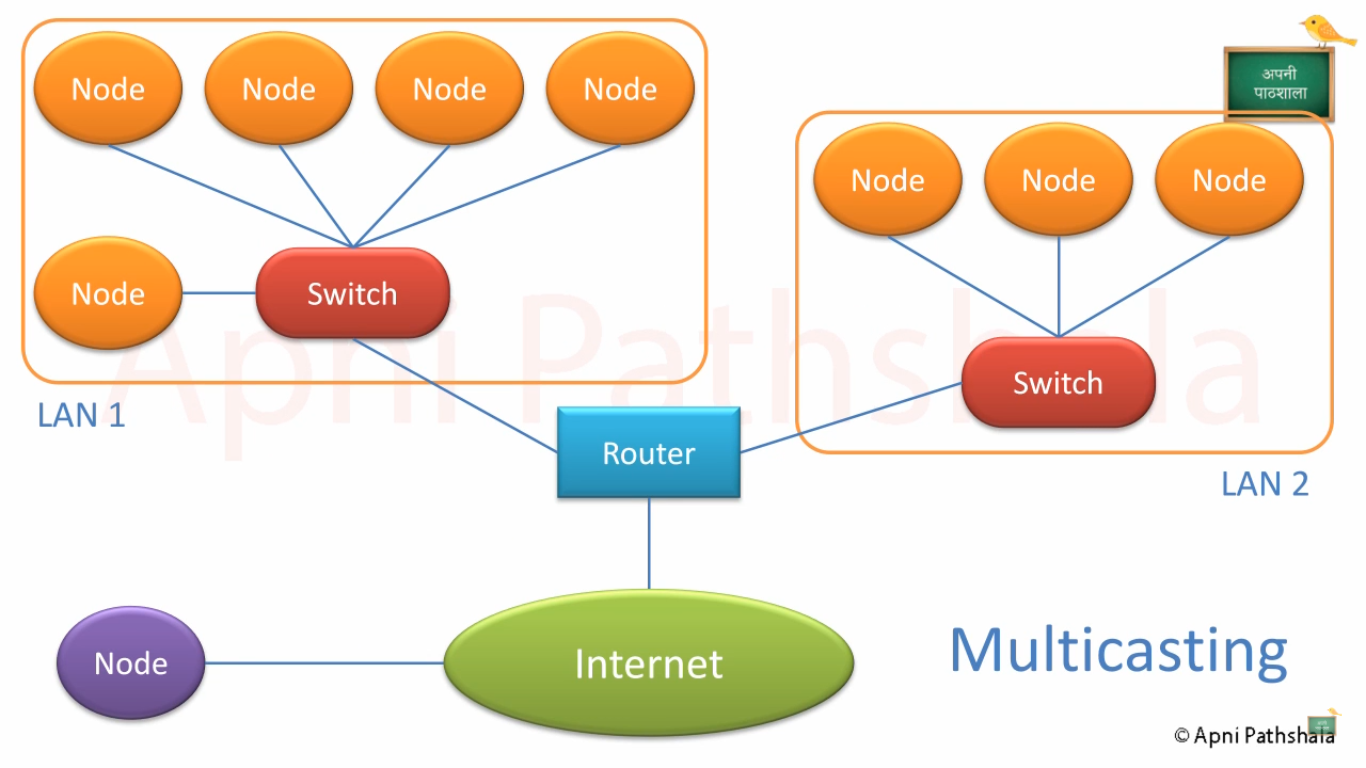 Node
Node
Node
Node
अपनी
पाठशाला
Node
Node
Node
Node
Switch
Switch
LAN 1
Router
LAN 2
Node
Internet
Multicasting
Apni Pathshala
© Apni Pathshala